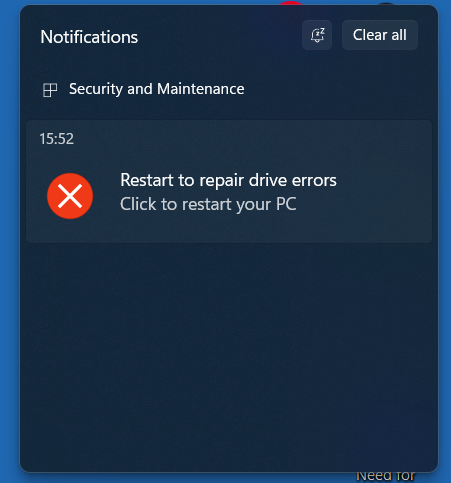 Notifications
Clear all
Security and Maintenance
15:52
Restart to repair drive errors
Click to restart your PC
Need for